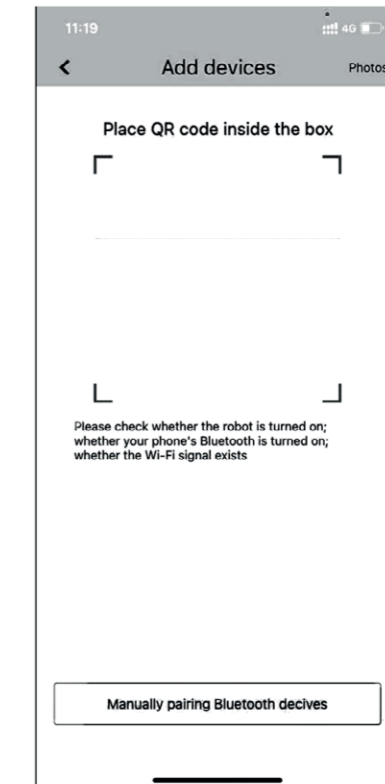 11:19
4G
Add devices
Photos
Place QR code inside the box
Please check whether the robot is turned on;
whether your phone's Bluetooth is turned on;
whether the Wi-Fi signal exists
Manually pairing Bluetooth decives